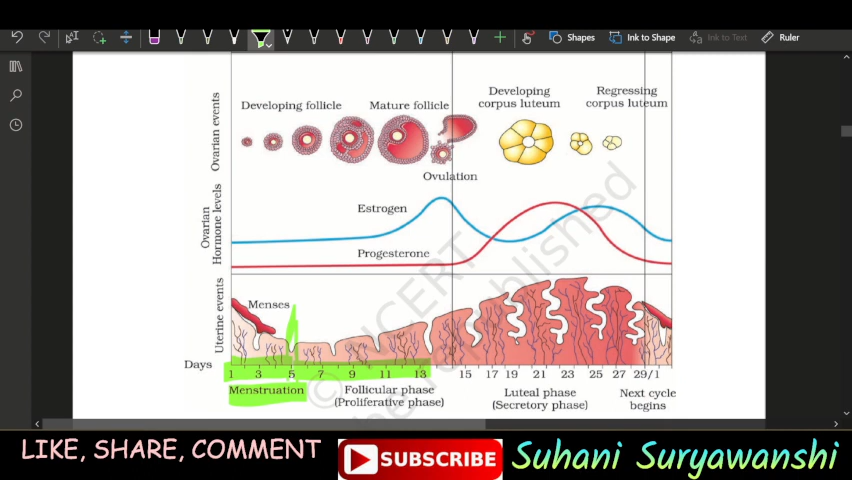 Shapes Ink to Shape Ink to Text Ruler
Developing
corpus luteum
Regressing
corpus luteum
Developing follicle
Mature follicle
Ovarian events
Ovulation
Ovarian
Hormone levels
Estrogen
Progesterone
Uterine events
Menses
Days
1 3 5 7 9 11 13 15 17 19 21 23 25 27 29/1
Menstruation
Follicular phase
(Proliferative phase)
Luteal phase
(Secretory phase)
Next cycle
begins
© NCERT
be republished
LIKE, SHARE, COMMENT
SUBSCRIBE
Suhani Suryawanshi